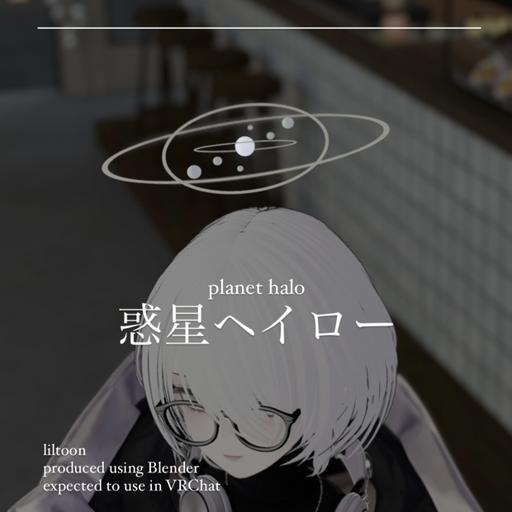 planet halo
惑星ヘイロー
liltoon
produced using Blender
expected to use in VRChat